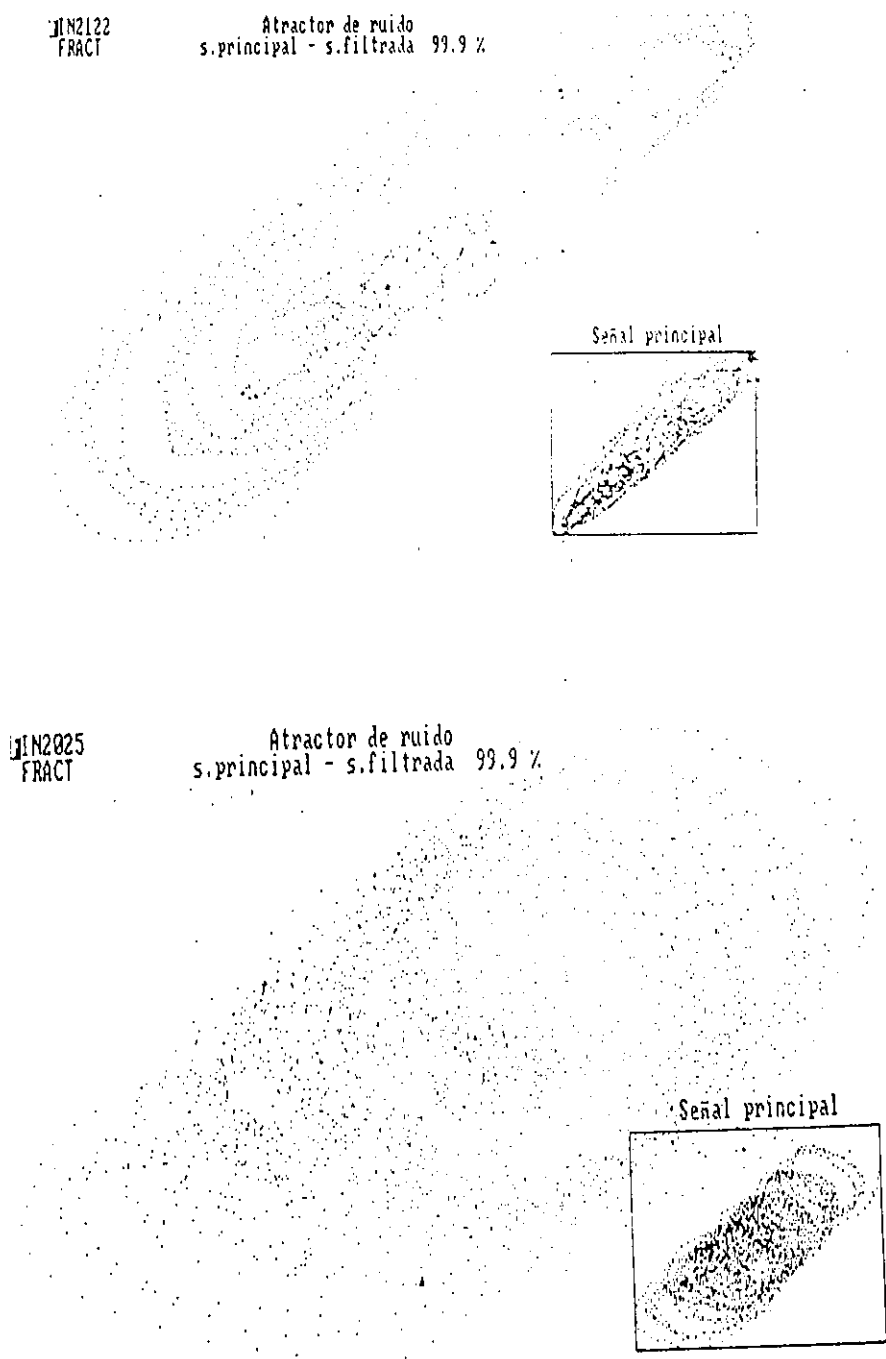 IN2122
FRACT
Atractor de ruido
s.principal - s.filtrada 99.9 %
Señal principal
IN2025
FRACT
Atractor de ruido
s.principal - s.filtrada 99.9 %
Señal principal